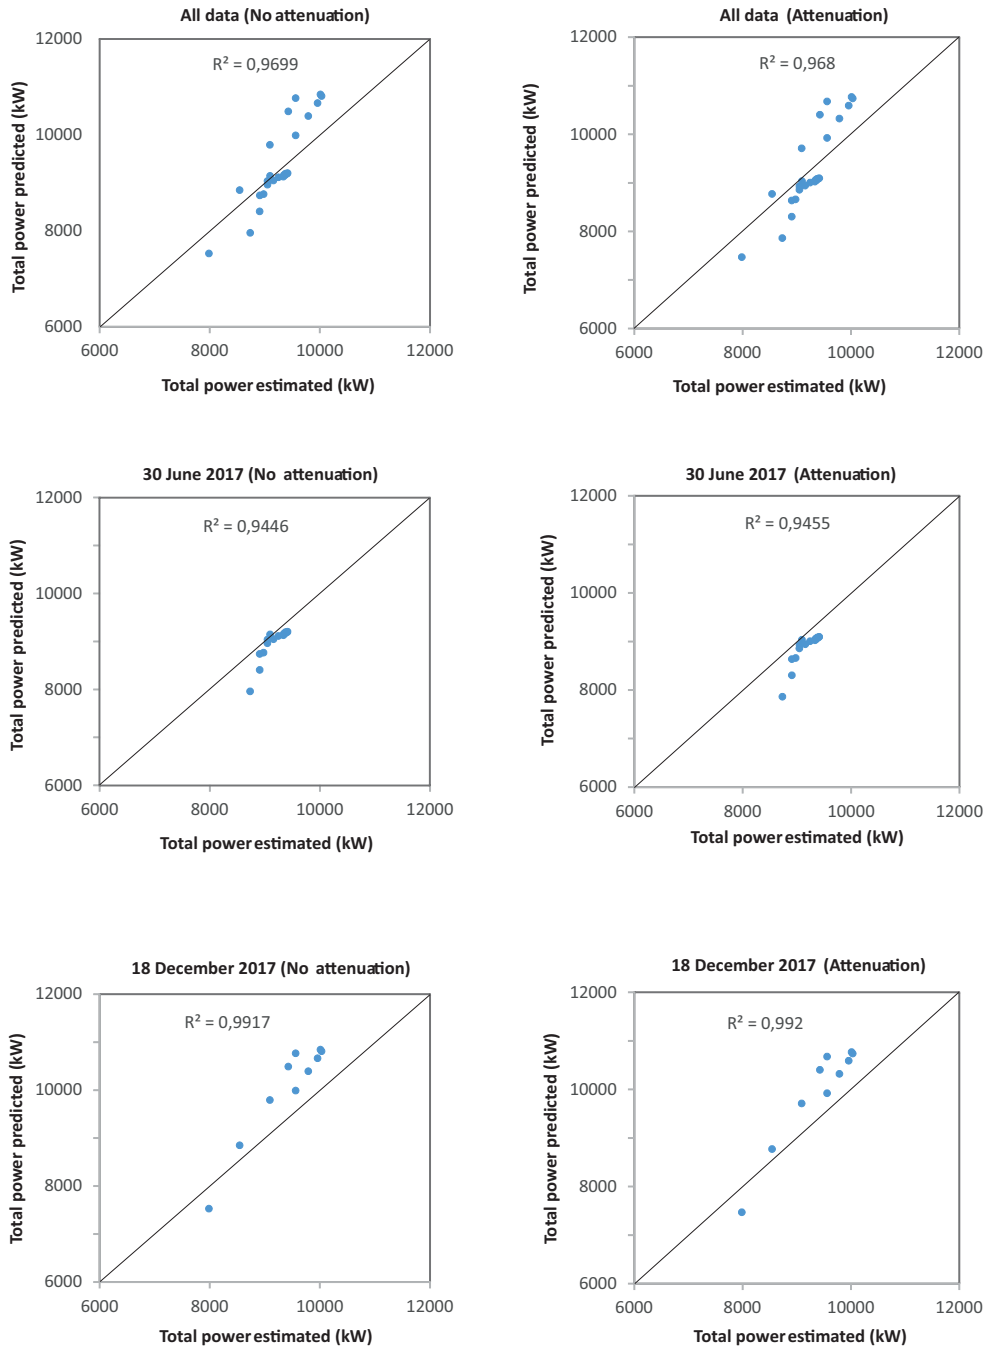 All data (No attenuation)
12000
R² = 0,9699
10000
8000
6000
6000 8000 10000 12000
Total power predicted (kW)
Total power estimated (kW)
All data (Attenuation)
12000
R² = 0,968
10000
8000
6000
6000 8000 10000 12000
Total power predicted (kW)
Total power estimated (kW)
30 June 2017 (No attenuation)
12000
R² = 0,9446
10000
8000
6000
6000 8000 10000 12000
Total power predicted (kW)
Total power estimated (kW)
30 June 2017 (Attenuation)
12000
R² = 0,9455
10000
8000
6000
6000 8000 10000 12000
Total power predicted (kW)
Total power estimated (kW)
18 December 2017 (No attenuation)
12000
R² = 0,9917
10000
8000
6000
6000 8000 10000 12000
Total power predicted (kW)
Total power estimated (kW)
18 December 2017 (Attenuation)
12000
R² = 0,992
10000
8000
6000
6000 8000 10000 12000
Total power predicted (kW)
Total power estimated (kW)